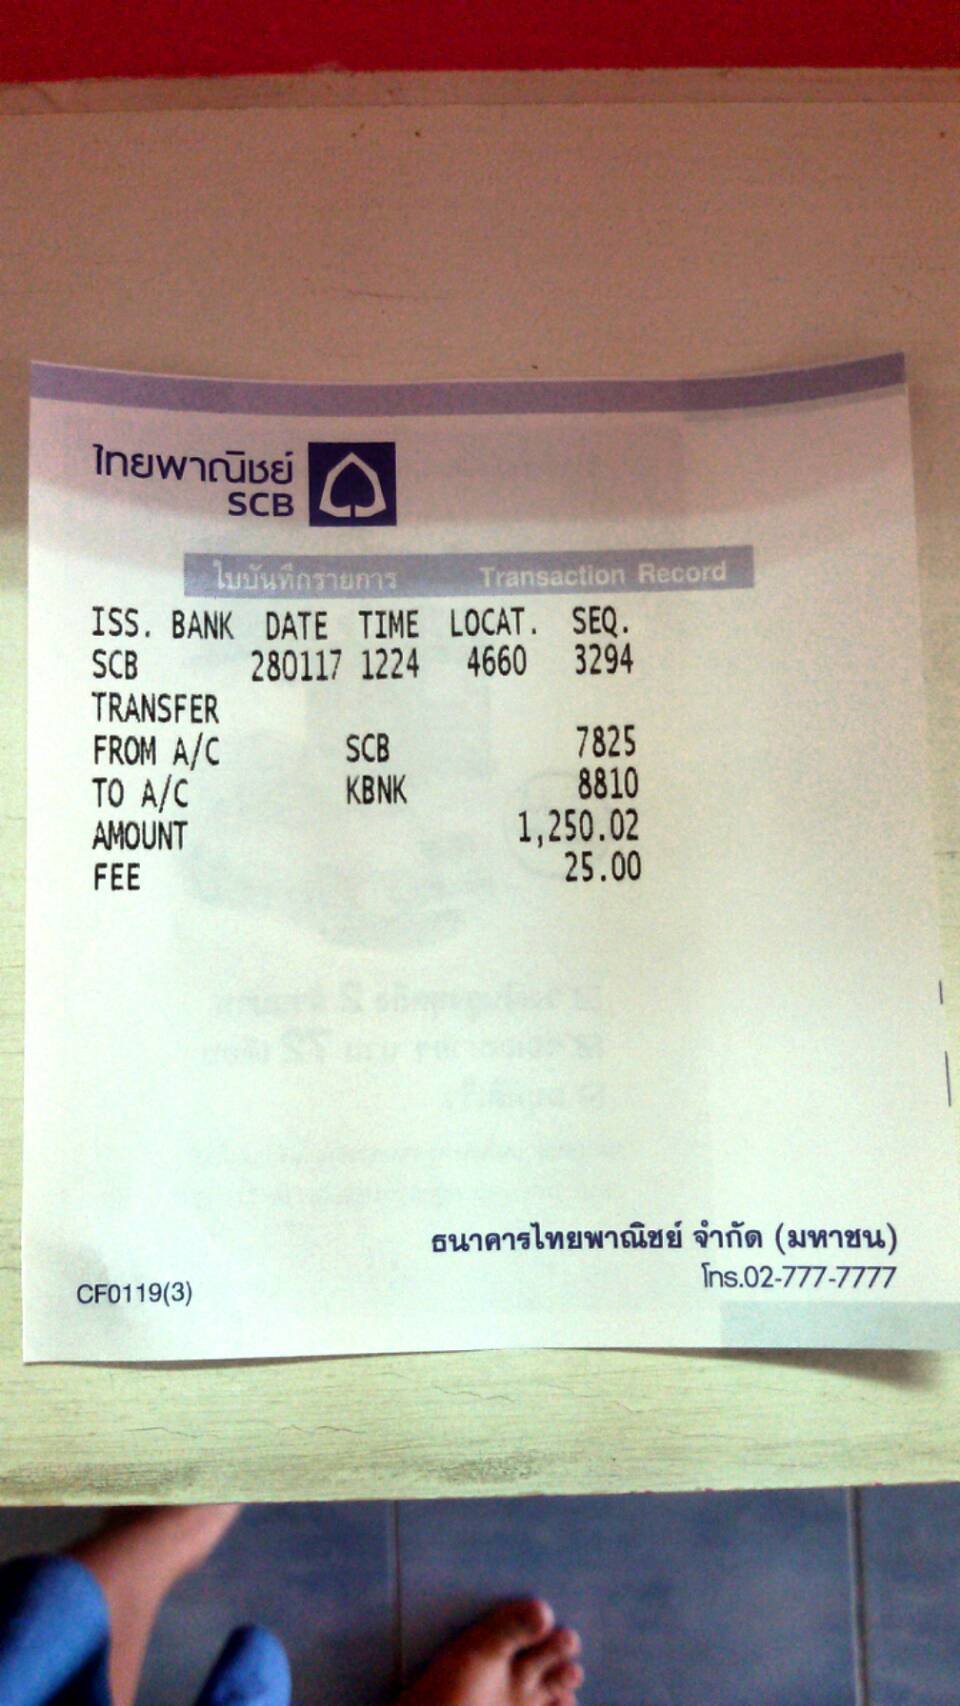 ไทยพาณิชย์
SCB
ใบบันทึกรายการ Transaction Record
ISS. BANK DATE TIME LOCAT. SEQ.
SCB 280117 1224 4660 3294
TRANSFER
FROM A/C SCB 7825
TO A/C KBNK 8810
AMOUNT 1,250.02
FEE 25.00
ธนาคารไทยพาณิชย์ จำกัด (มหาชน)
โทร.02-777-7777
CF0119(3)